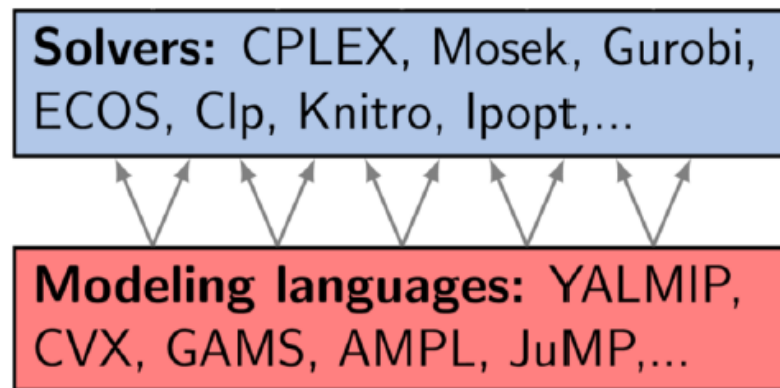 Solvers: CPLEX, Mosek, Gurobi,
ECOS, Clp, Knitro, Ipopt,...
Modeling languages: YALMIP,
CVX, GAMS, AMPL, JuMP,...